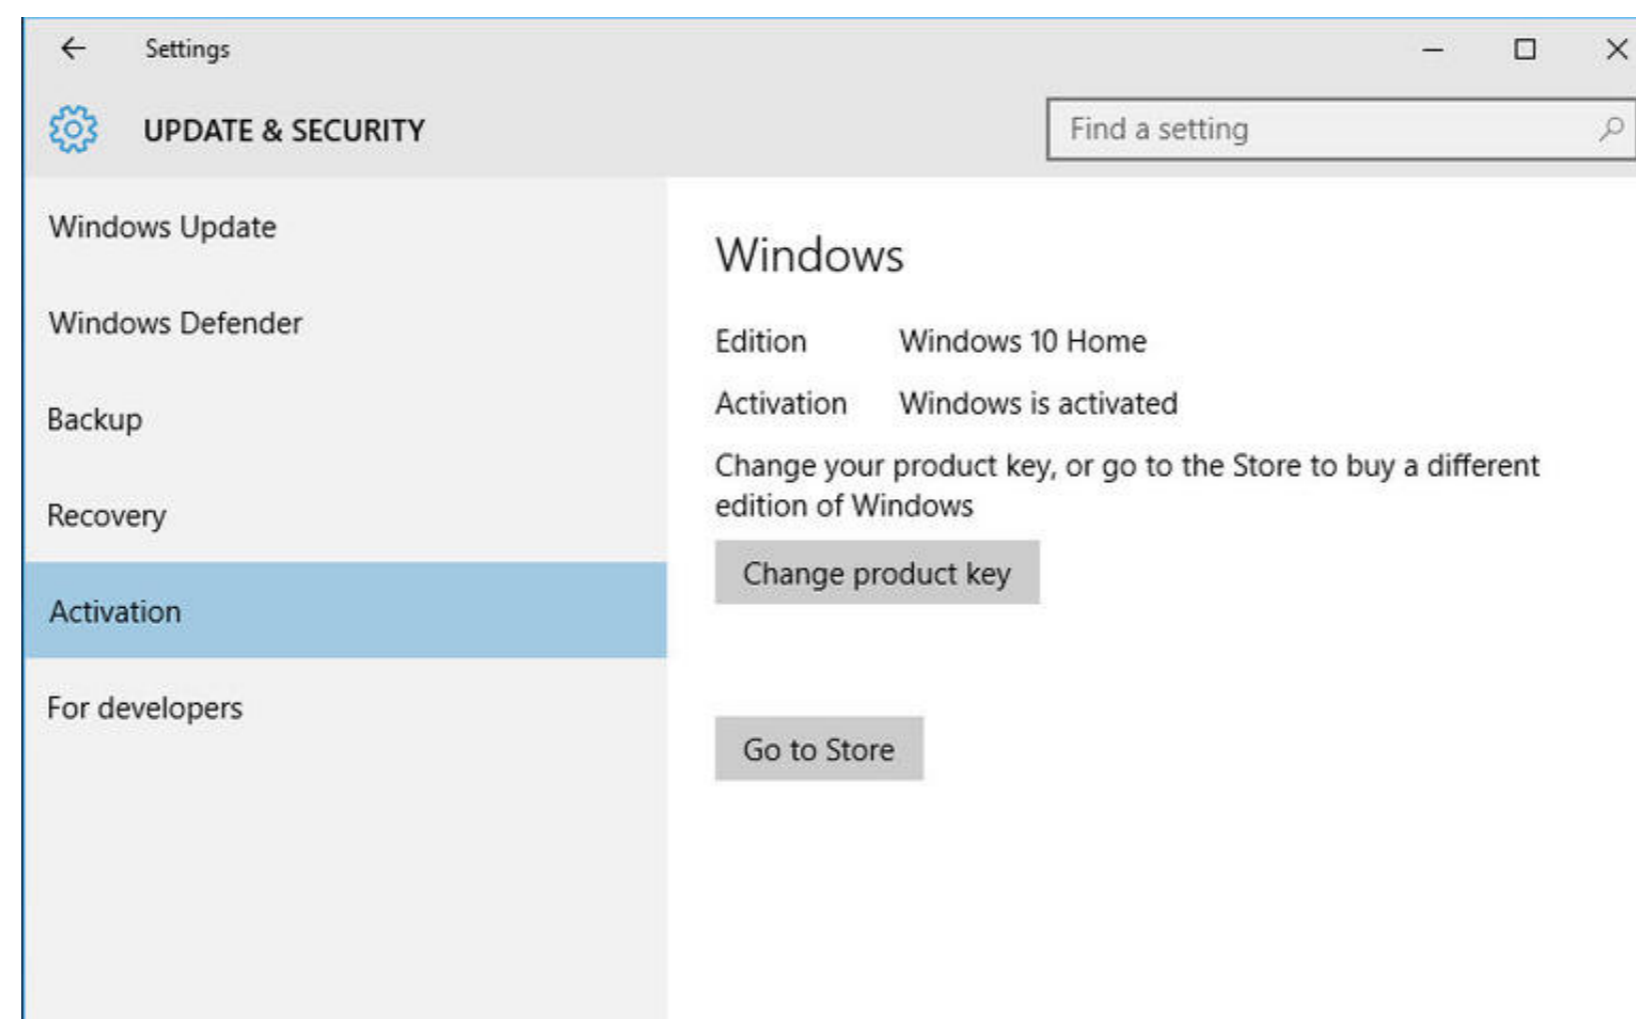 Settings
UPDATE & SECURITY
Find a setting
Windows Update
Windows Defender
Backup
Recovery
Activation
For developers
Windows
Edition Windows 10 Home
Activation Windows is activated
Change your product key, or go to the Store to buy a different
edition of Windows
Change product key
Go to Store